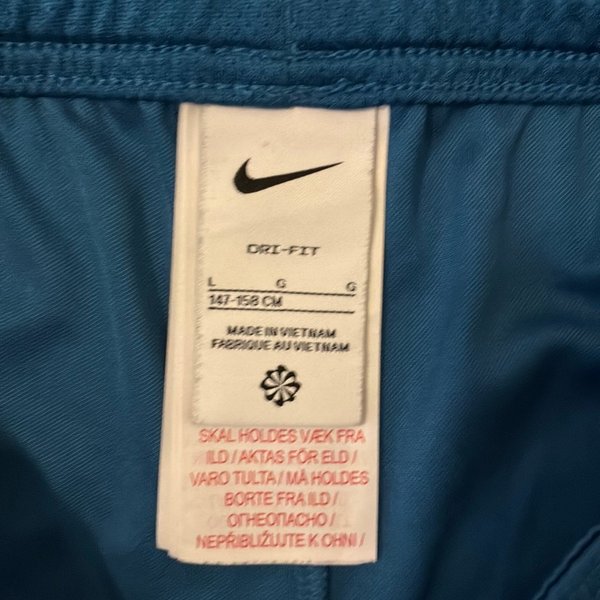 DRI-FIT
L G G
147-158 CM
MADE IN VIETNAM
FABRIQUE AU VIETNAM
SKAL HOLDES VÆK FRA
ILD / AKTAS FÖR ELD /
VARO TULTA / MÅ HOLDES
BORTE FRA ILD /
ОГНЕОПАСНО /
NEPŘIBLIŽUJTE K OHNI /